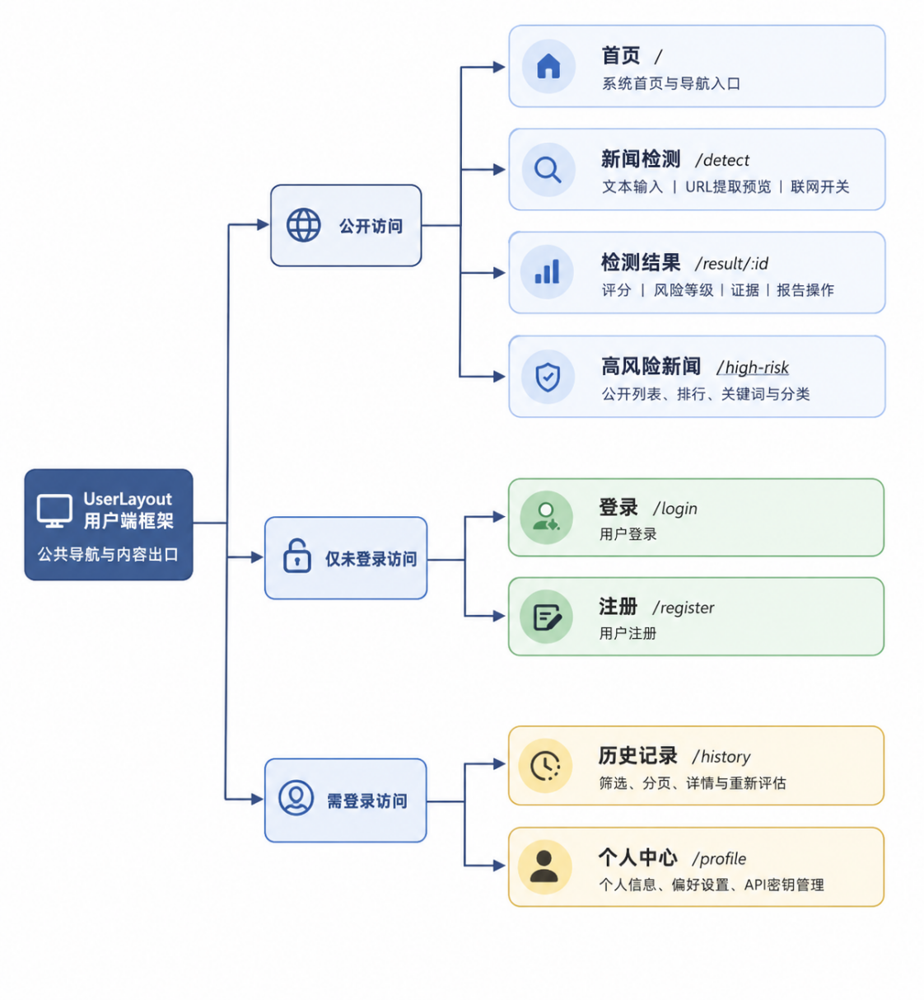 首页 /
系统首页与导航入口
新闻检测 /detect
文本输入 | URL提取预览 | 联网开关
公开访问
检测结果 /result/:id
评分 | 风险等级 | 证据 | 报告操作
高风险新闻 /high-risk
公开列表、排行、关键词与分类
UserLayout
用户端框架
公共导航与内容出口
仅未登录访问
登录 /login
用户登录
注册 /register
用户注册
需登录访问
历史记录 /history
筛选、分页、详情与重新评估
个人中心 /profile
个人信息、偏好设置、API密钥管理